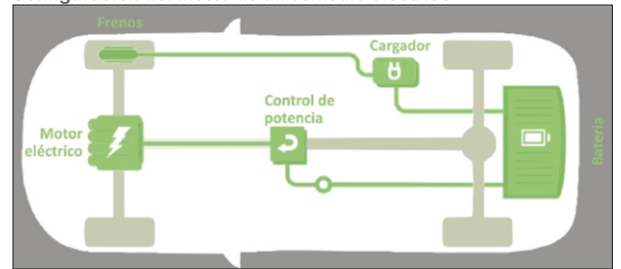 Frenos
Cargador
Control de
potencia
Motor
eléctrico
Batería